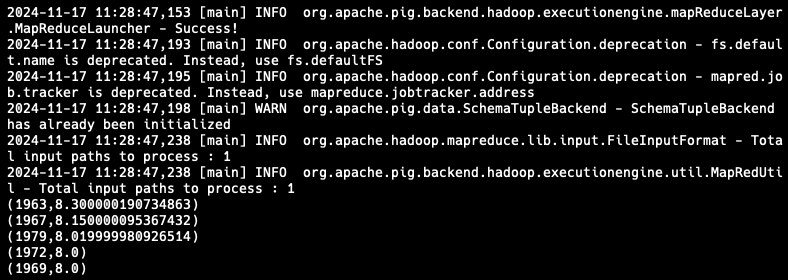 2024-11-17 11:28:47,153 [main] INFO  org.apache.pig.backend.hadoop.executionengine.mapReduceLayer
.MapReduceLauncher - Success!
2024-11-17 11:28:47,193 [main] INFO  org.apache.hadoop.conf.Configuration.deprecation - fs.defaul
t.name is deprecated. Instead, use fs.defaultFS
2024-11-17 11:28:47,195 [main] INFO  org.apache.hadoop.conf.Configuration.deprecation - mapred.jo
b.tracker is deprecated. Instead, use mapreduce.jobtracker.address
2024-11-17 11:28:47,198 [main] WARN  org.apache.pig.data.SchemaTupleBackend - SchemaTupleBackend
has already been initialized
2024-11-17 11:28:47,238 [main] INFO  org.apache.hadoop.mapreduce.lib.input.FileInputFormat - Tota
l input paths to process : 1
2024-11-17 11:28:47,238 [main] INFO  org.apache.pig.backend.hadoop.executionengine.util.MapRedUti
l - Total input paths to process : 1
(1963,8.300000190734863)
(1967,8.150000095367432)
(1979,8.019999980926514)
(1972,8.0)
(1969,8.0)